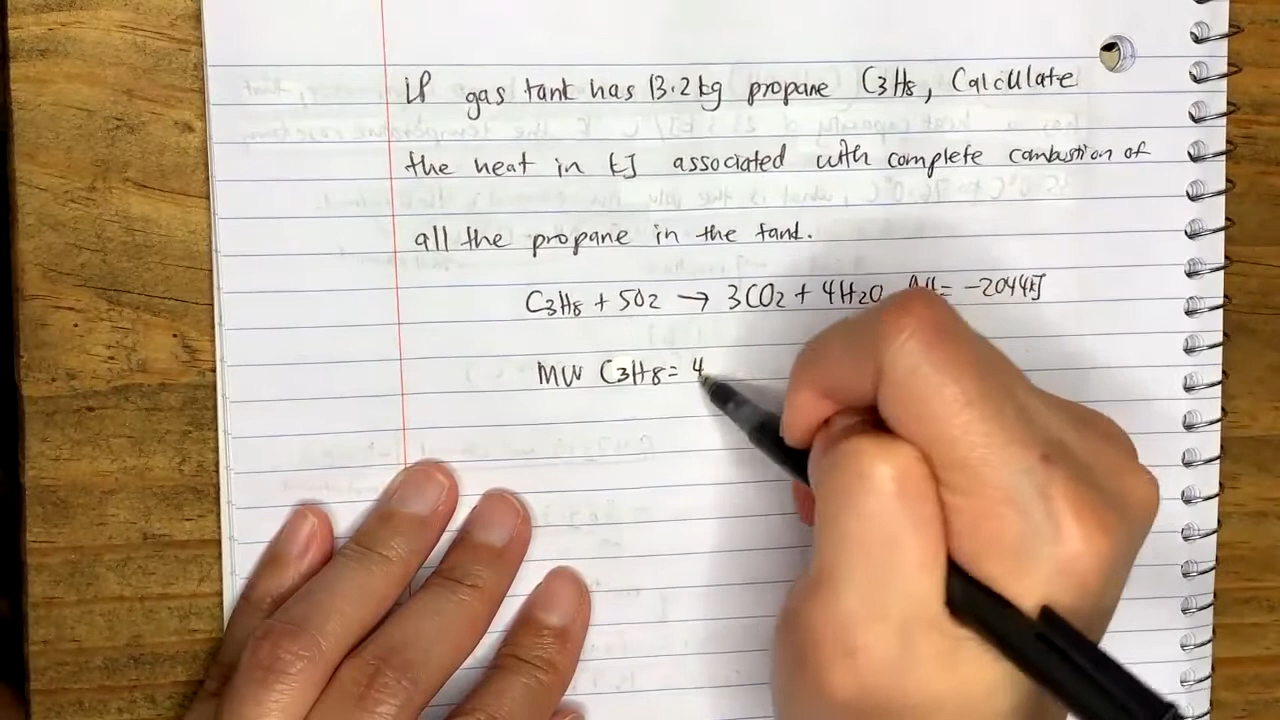 if gas tank has 13.2 kg propane C3H8, Calculate
the heat in kJ associated with complete combustion of
all the propane in the tank.
C3H8 + 5O2 → 3CO2 + 4H2O ΔH= -2044kJ
MW C3H8= 4